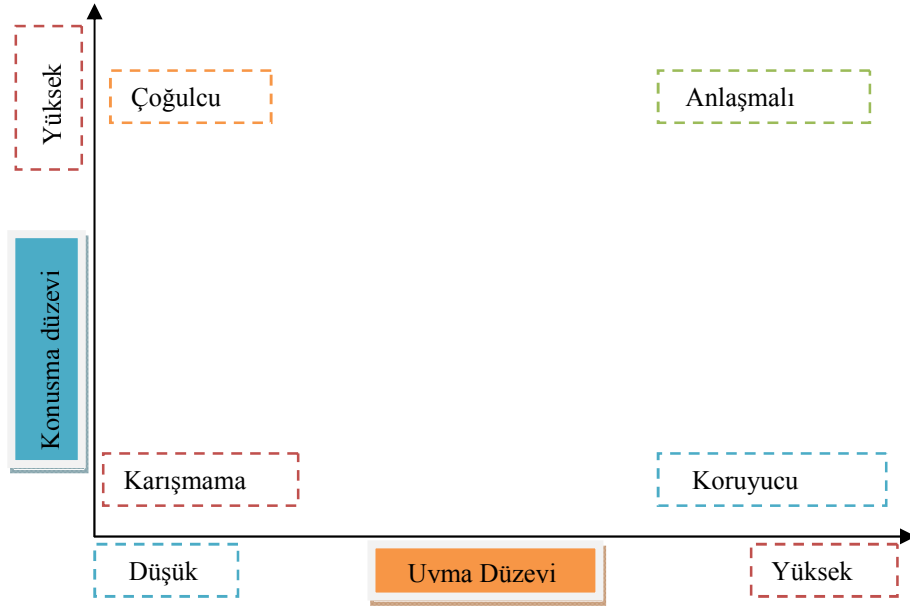 Yüksek
Çoğulcu
Anlaşmalı
Konusma düzevi
Karışmama
Koruyucu
Düşük
Uvma Düzevi
Yüksek